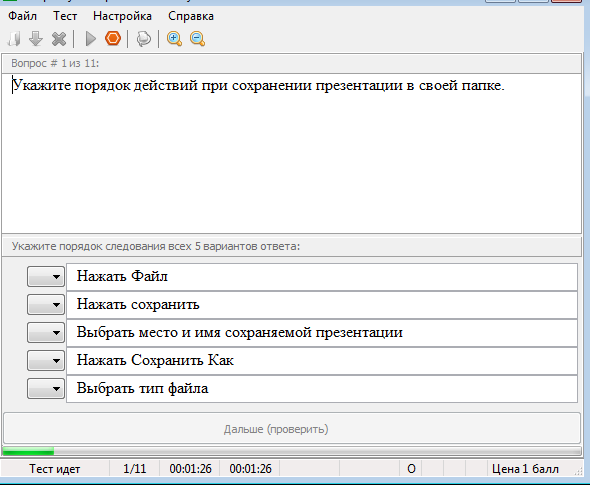 Файл Тест Настройка Справка
Вопрос # 1 из 11:
Укажите порядок действий при сохранении презентации в своей папке.
Укажите порядок следования всех 5 вариантов ответа:
Нажать Файл
Нажать сохранить
Выбрать место и имя сохраняемой презентации
Нажать Сохранить Как
Выбрать тип файла
Дальше (проверить)
Тест идет 1/11 00:01:26 00:01:26 О Цена 1 балл